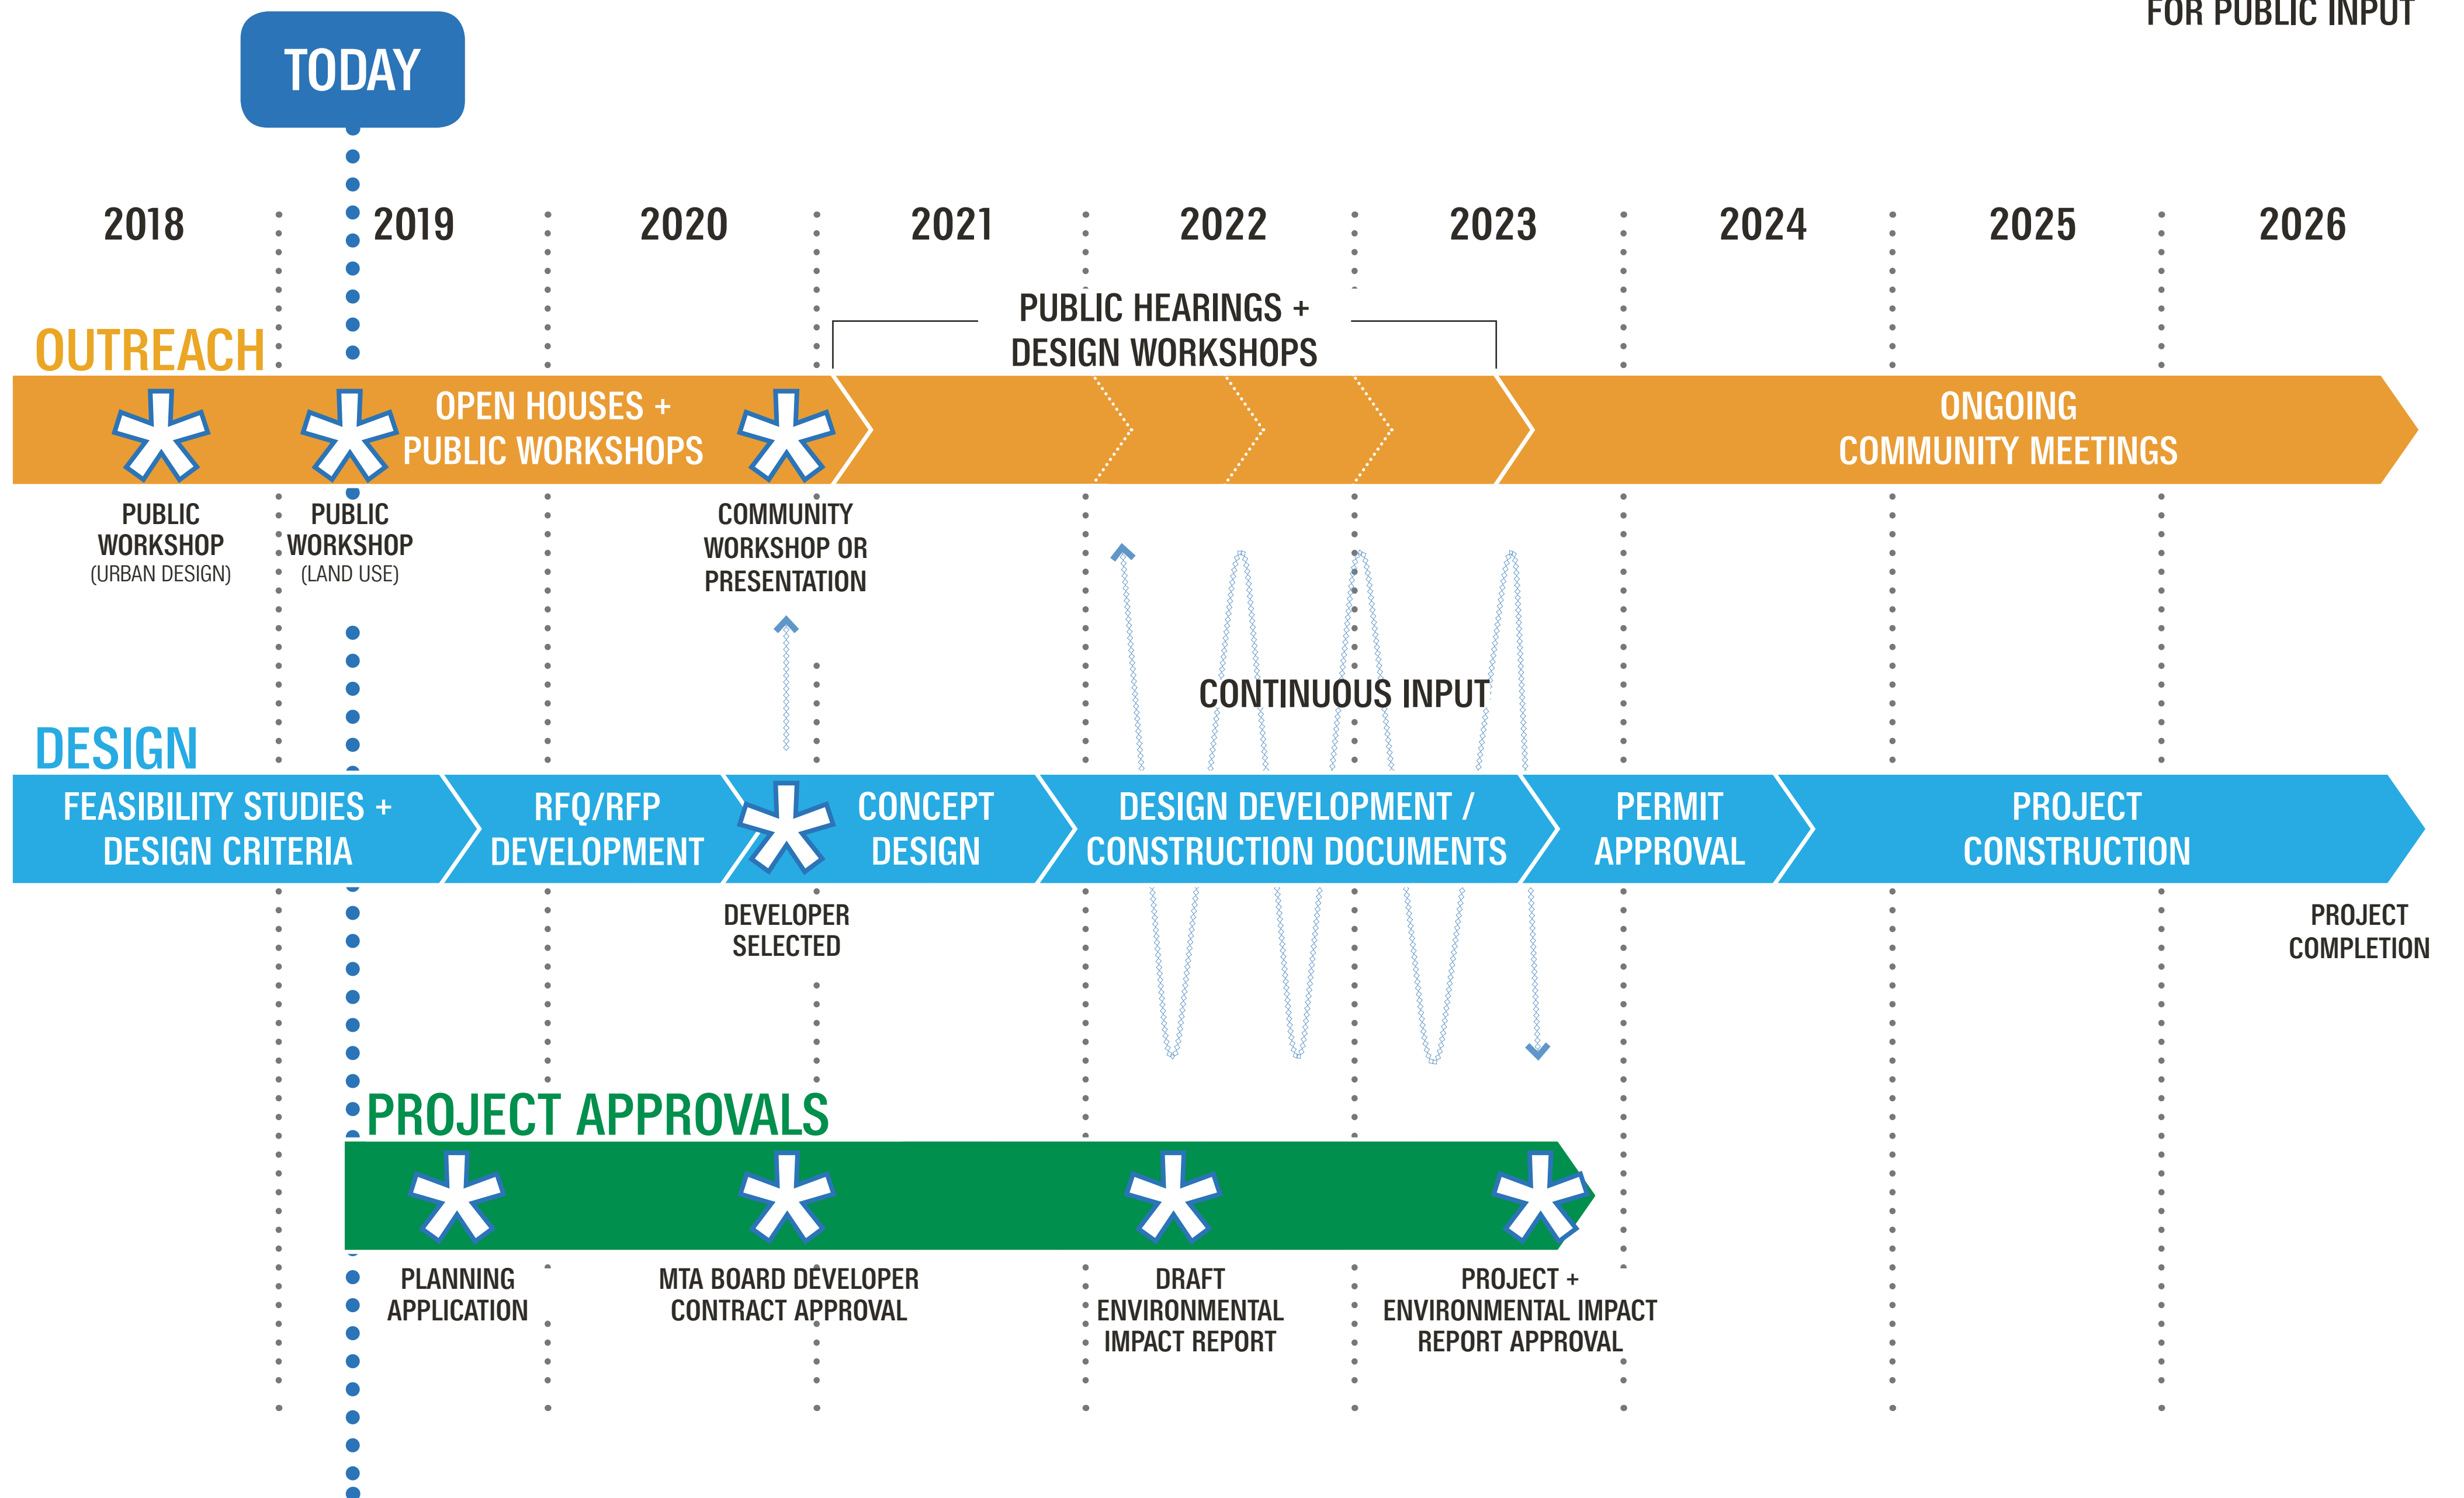 FOR PUBLIC INPUT
TODAY
2018 2019 2020 2021 2022 2023 2024 2025 2026
PUBLIC HEARINGS +
DESIGN WORKSHOPS
OUTREACH
OPEN HOUSES +
PUBLIC WORKSHOPS
ONGOING
COMMUNITY MEETINGS
PUBLIC
WORKSHOP
(URBAN DESIGN)
PUBLIC
WORKSHOP
(LAND USE)
COMMUNITY
WORKSHOP OR
PRESENTATION
CONTINUOUS INPUT
DESIGN
FEASIBILITY STUDIES +
DESIGN CRITERIA
RFQ/RFP
DEVELOPMENT
CONCEPT
DESIGN
DESIGN DEVELOPMENT /
CONSTRUCTION DOCUMENTS
PERMIT
APPROVAL
PROJECT
CONSTRUCTION
DEVELOPER
SELECTED
PROJECT
COMPLETION
PROJECT APPROVALS
PLANNING
APPLICATION
MTA BOARD DEVELOPER
CONTRACT APPROVAL
DRAFT
ENVIRONMENTAL
IMPACT REPORT
PROJECT +
ENVIRONMENTAL IMPACT
REPORT APPROVAL